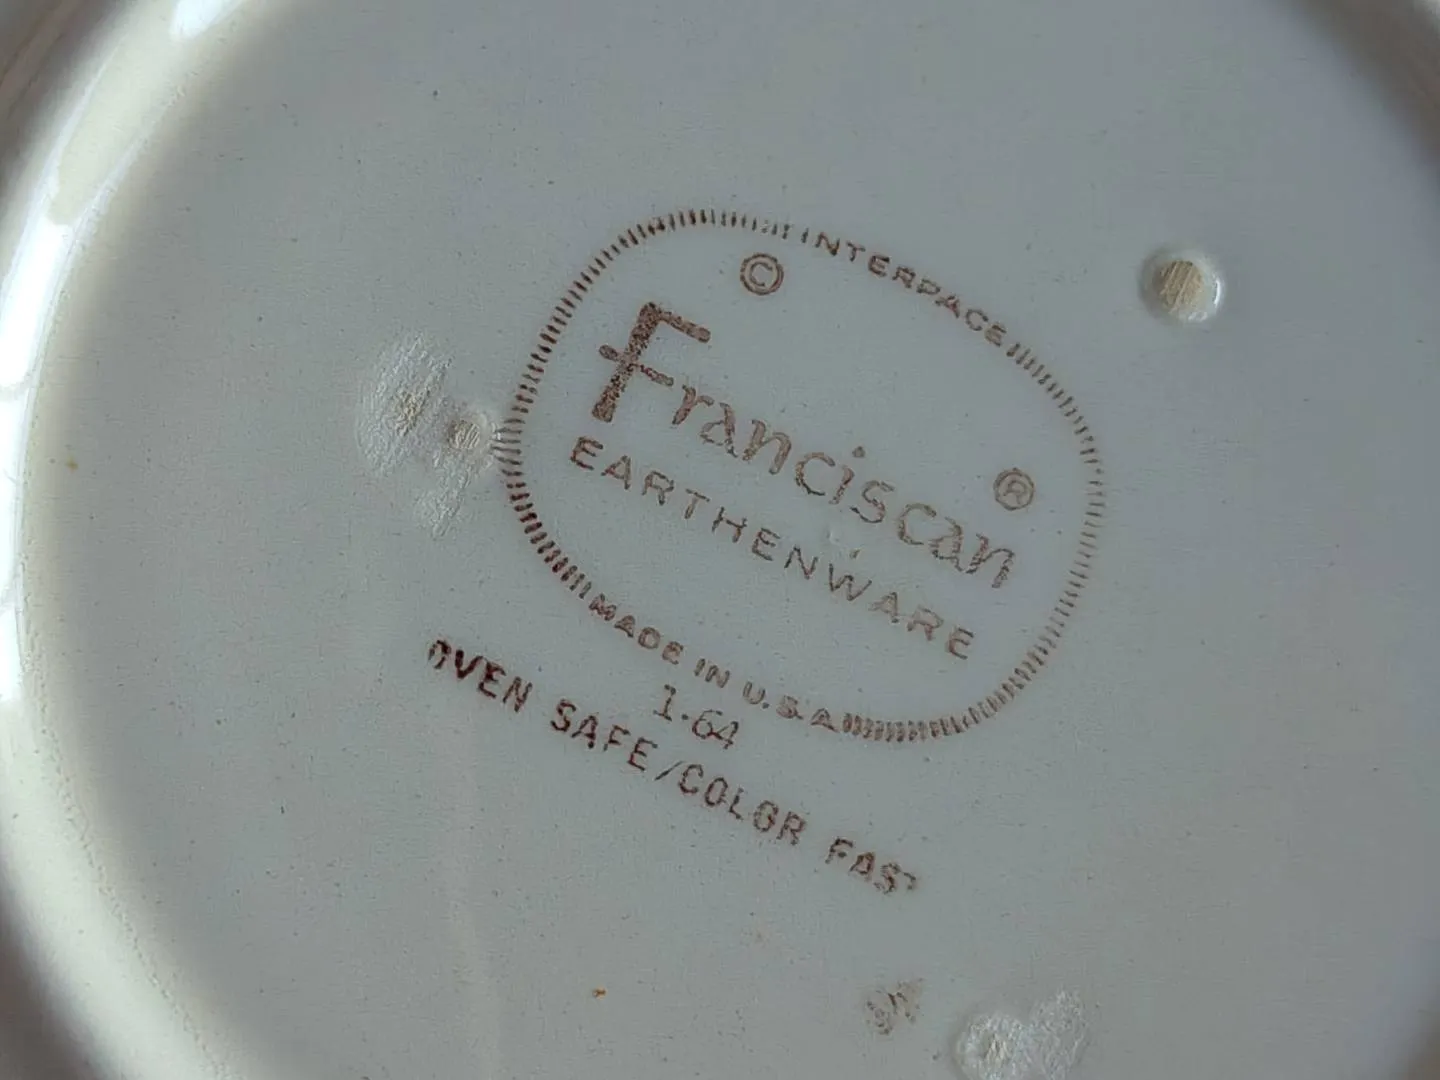 INTERPACE
©
Franciscan ®
EARTHENWARE
MADE IN U.S.A
1-64
OVEN SAFE/COLOR FAST